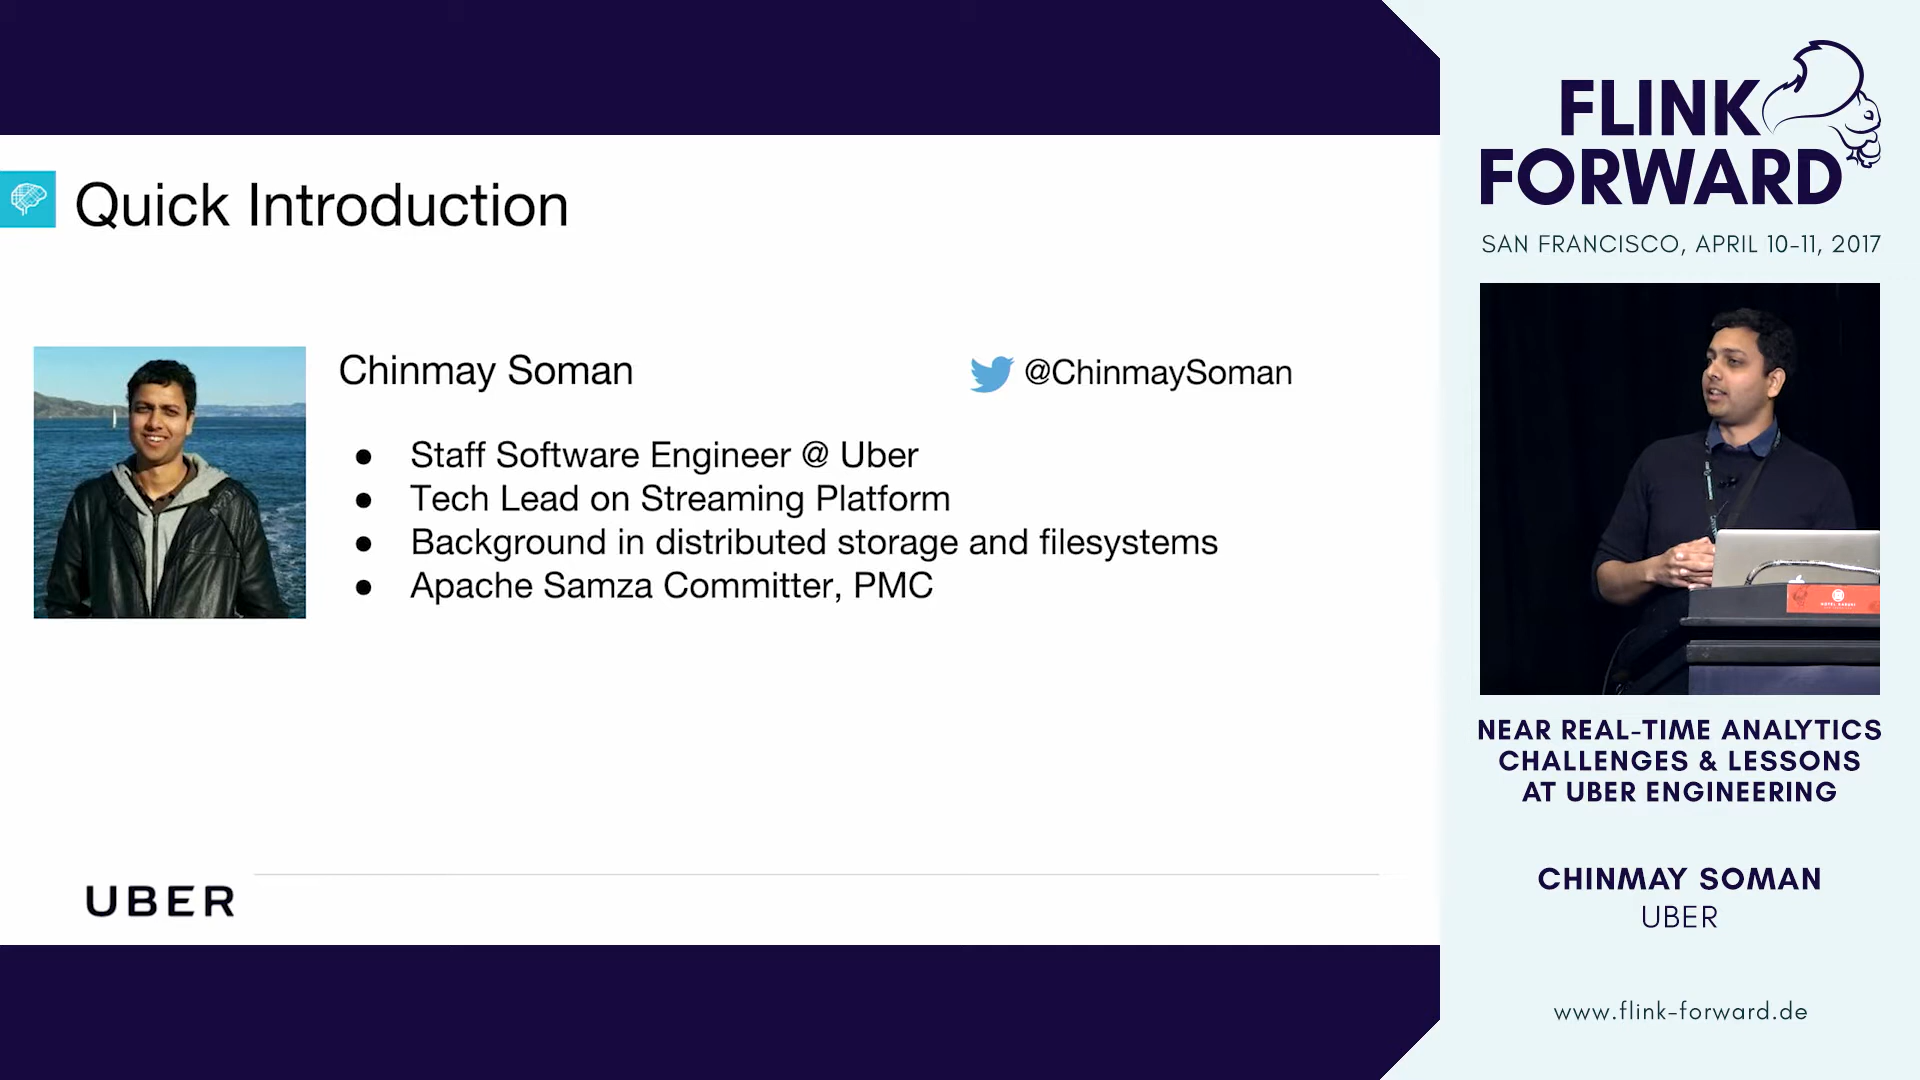 Quick Introduction
Chinmay Soman
@ChinmaySoman
● Staff Software Engineer @ Uber
● Tech Lead on Streaming Platform
● Background in distributed storage and filesystems
● Apache Samza Committer, PMC
UBER
FLINK
FORWARD
SAN FRANCISCO, APRIL 10-11, 2017
NEAR REAL-TIME ANALYTICS
CHALLENGES & LESSONS
AT UBER ENGINEERING
CHINMAY SOMAN
UBER
www.flink-forward.de